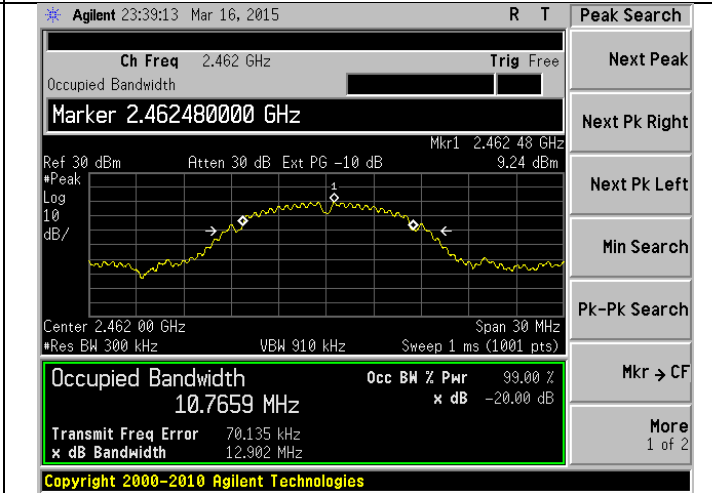 Agilent 23:39:13 Mar 16, 2015 R T Peak Search
Ch Freq 2.462 GHz Trig Free
Occupied Bandwidth
Marker 2.462480000 GHz
Mkr1 2.462 48 GHz
Ref 30 dBm Atten 30 dB Ext PG -10 dB 9.24 dBm
#Peak
Log
10
dB/
1
Center 2.462 00 GHz Span 30 MHz
#Res BW 300 kHz VBW 910 kHz Sweep 1 ms (1001 pts)
Occupied Bandwidth Occ BW % Pwr 99.00 %
10.7659 MHz x dB -20.00 dB
Transmit Freq Error 70.135 kHz
x dB Bandwidth 12.902 MHz
Copyright 2000-2010 Agilent Technologies
Next Peak
Next Pk Right
Next Pk Left
Min Search
Pk-Pk Search
Mkr → CF
More
1 of 2